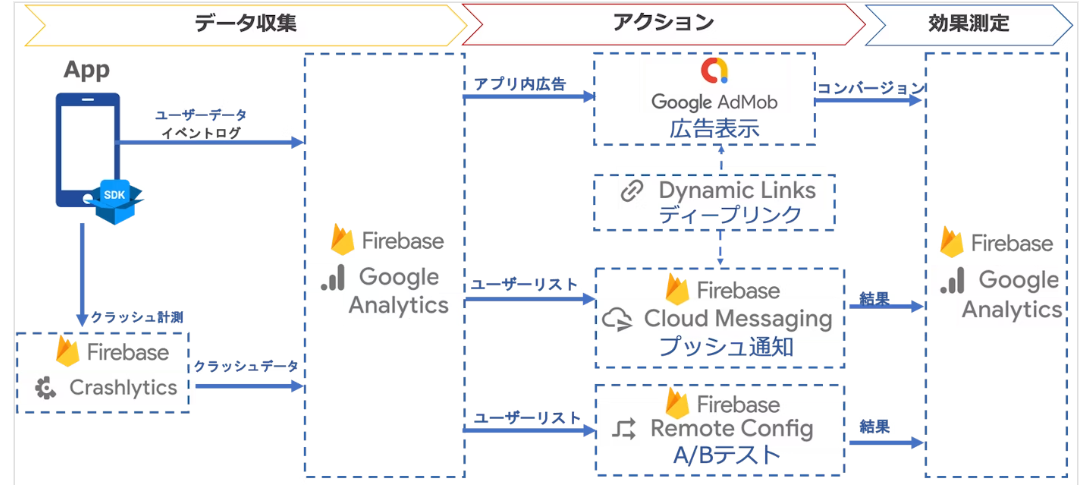 データ収集
アクション
効果測定
App
SDK
ユーザーデータ
イベントログ
クラッシュ計測
Firebase
Crashlytics
クラッシュデータ
Firebase
Google
Analytics
アプリ内広告
Google AdMob
広告表示
コンバージョン
Dynamic Links
ディープリンク
ユーザーリスト
Firebase
Cloud Messaging
プッシュ通知
結果
ユーザーリスト
Firebase
Remote Config
A/Bテスト
結果
Firebase
Google
Analytics